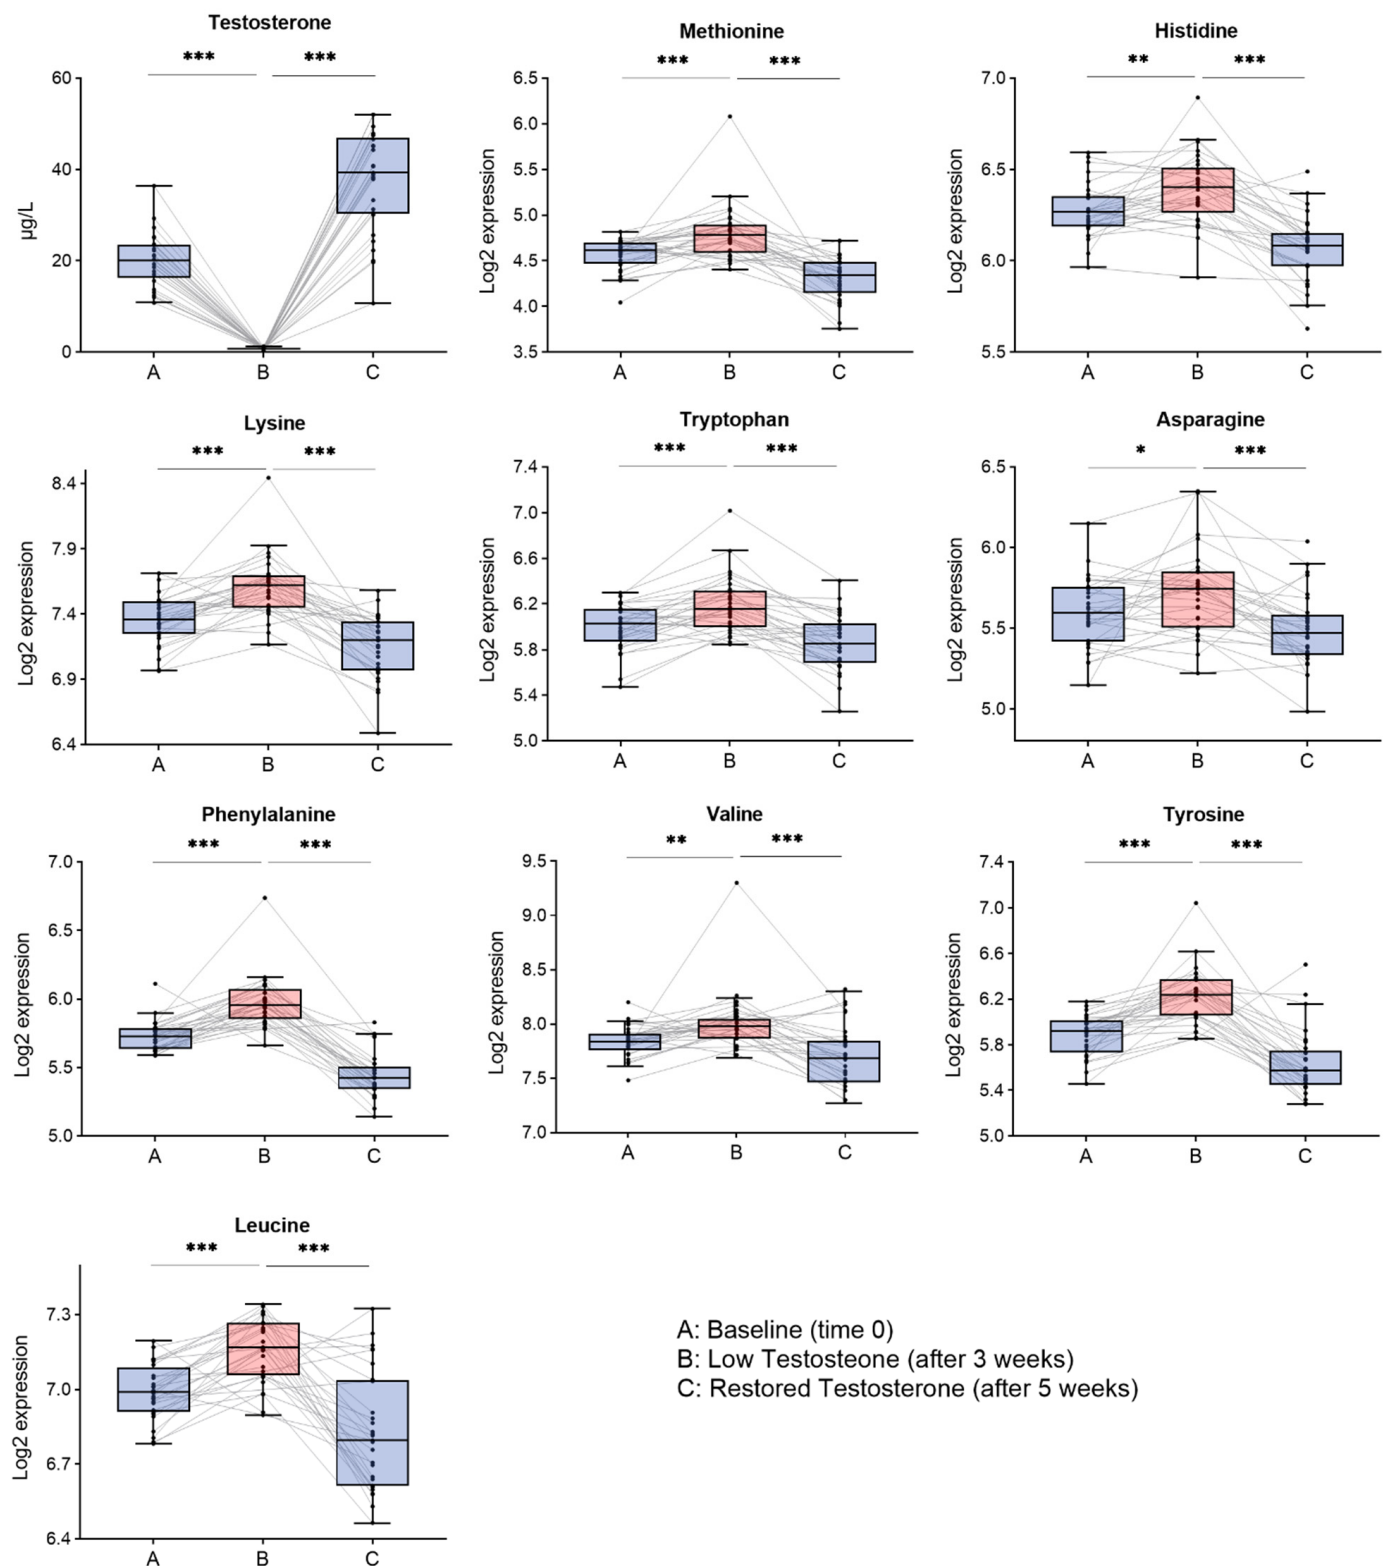 Testosterone
*** ***
µg/L
60
40
20
0
A B C
Methionine
*** ***
Log2 expression
6.5
6.0
5.5
5.0
4.5
4.0
3.5
A B C
Histidine
** ***
Log2 expression
7.0
6.5
6.0
5.5
A B C
Lysine
*** ***
Log2 expression
8.4
7.9
7.4
6.9
6.4
A B C
Tryptophan
*** ***
Log2 expression
7.4
7.0
6.6
6.2
5.8
5.4
5.0
A B C
Asparagine
* ***
Log2 expression
6.5
6.0
5.5
5.0
A B C
Phenylalanine
*** ***
Log2 expression
7.0
6.5
6.0
5.5
5.0
A B C
Valine
** ***
Log2 expression
9.5
9.0
8.5
8.0
7.5
7.0
A B C
Tyrosine
*** ***
Log2 expression
7.4
7.0
6.6
6.2
5.8
5.4
5.0
A B C
Leucine
*** ***
Log2 expression
7.3
7.0
6.7
6.4
A B C
A: Baseline (time 0)
B: Low Testosteone (after 3 weeks)
C: Restored Testosterone (after 5 weeks)